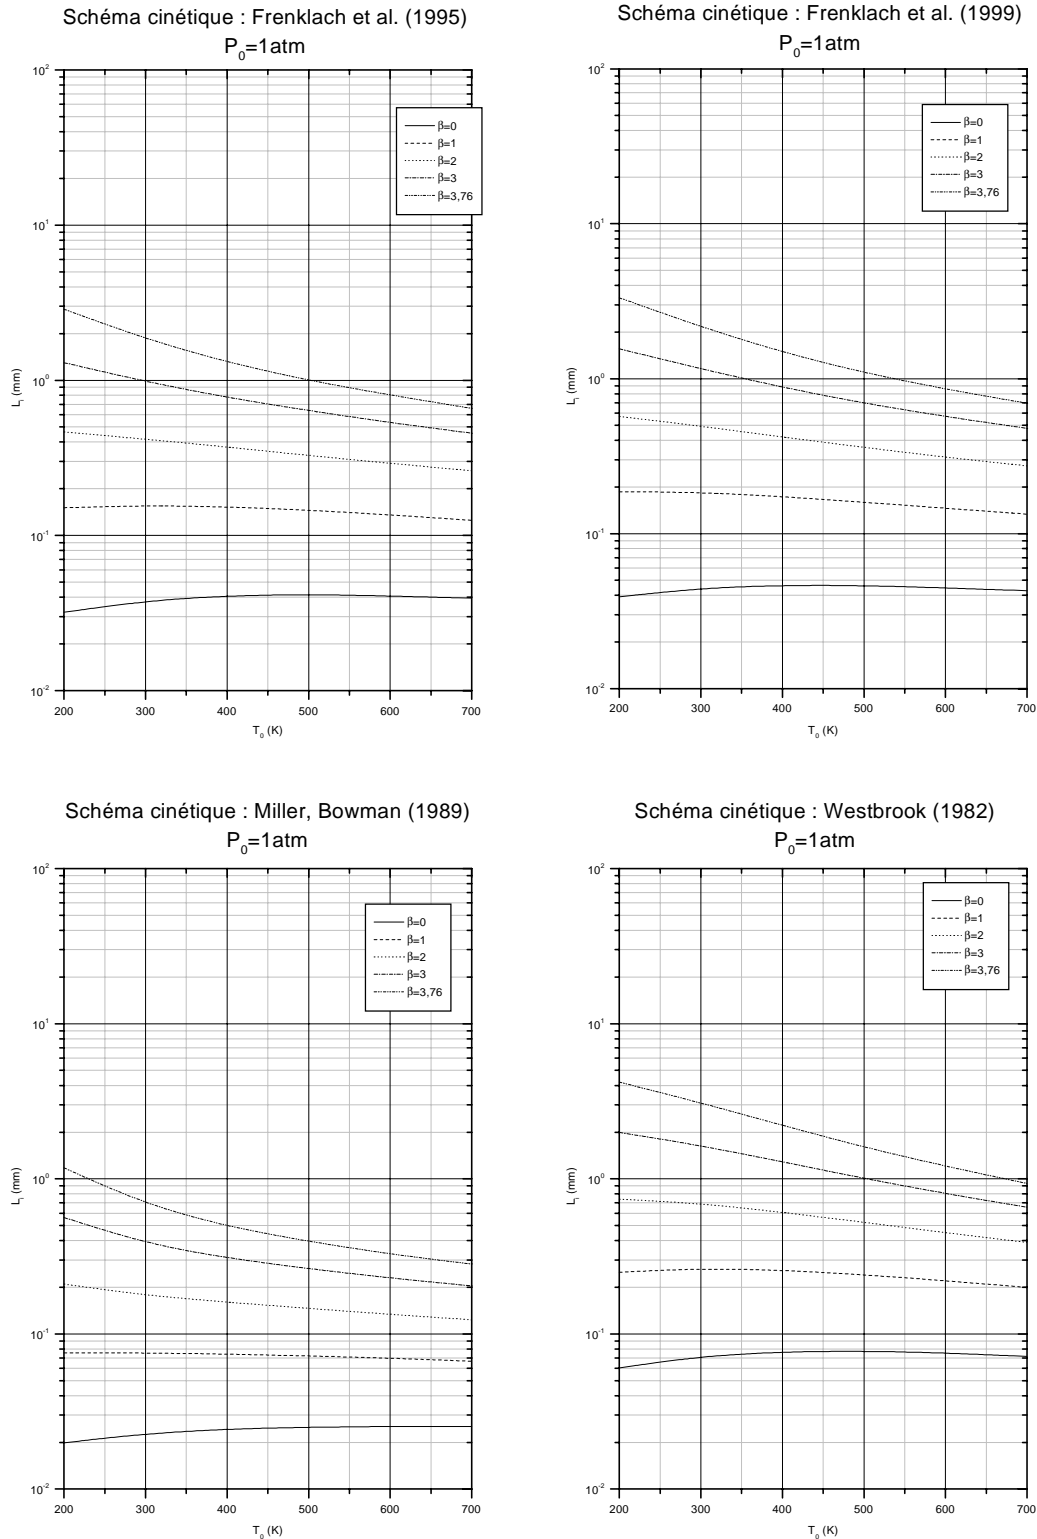 Schéma cinétique : Frenklach et al. (1995)
P₀=1atm
10²
10¹
10⁰
10⁻¹
10⁻²
Lᵢ (mm)
β=0
β=1
β=2
β=3
β=3,76
200 300 400 500 600 700
T₀ (K)
Schéma cinétique : Frenklach et al. (1999)
P₀=1atm
10²
10¹
10⁰
10⁻¹
10⁻²
Lᵢ (mm)
β=0
β=1
β=2
β=3
β=3,76
200 300 400 500 600 700
T₀ (K)
Schéma cinétique : Miller, Bowman (1989)
P₀=1atm
10²
10¹
10⁰
10⁻¹
10⁻²
Lᵢ (mm)
β=0
β=1
β=2
β=3
β=3,76
200 300 400 500 600 700
T₀ (K)
Schéma cinétique : Westbrook (1982)
P₀=1atm
10²
10¹
10⁰
10⁻¹
10⁻²
Lᵢ (mm)
β=0
β=1
β=2
β=3
β=3,76
200 300 400 500 600 700
T₀ (K)